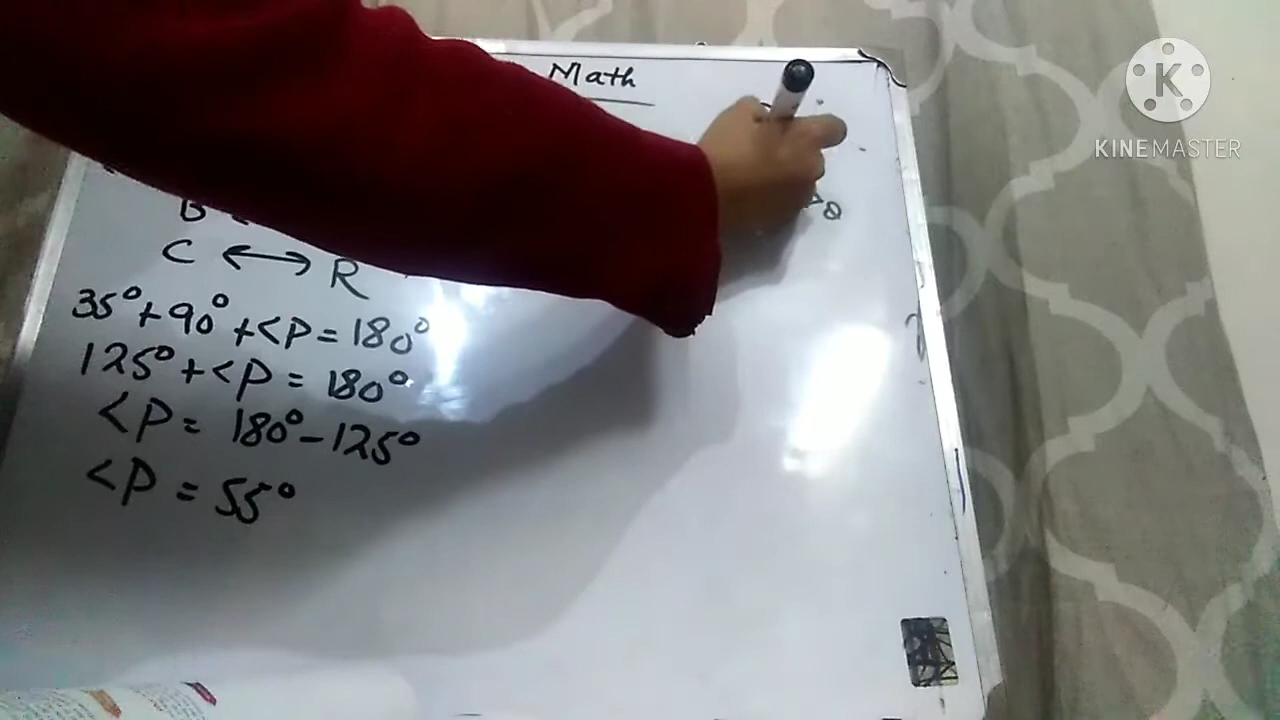 Math
B
C ↔ R
35°+90°+<P=180°
125°+<P=180°
<P=180°-125°
<P=55°
Q
K
KINEMASTER